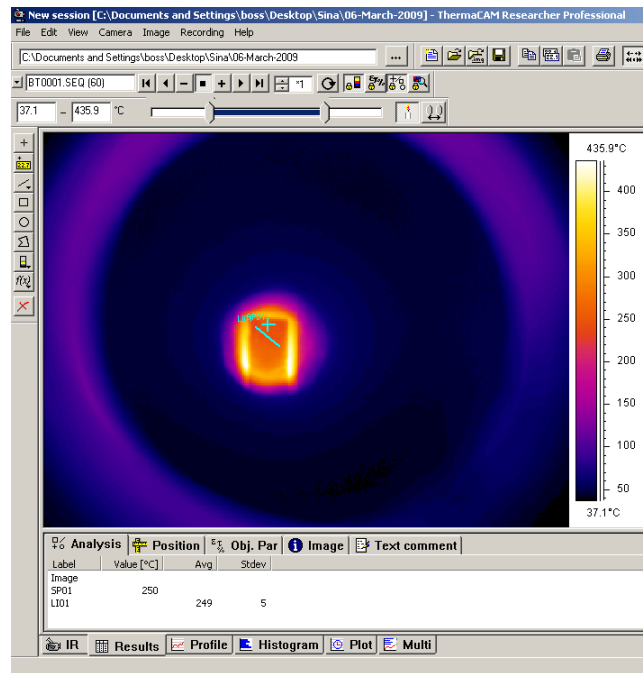 New session [C:\Documents and Settings\boss\Desktop\Sina\06-March-2009] - ThermaCAM Researcher Professional
File Edit View Camera Image Recording Help
C:\Documents and Settings\boss\Desktop\Sina\06-March-2009 ...
BT0001.SEQ (60) *1
37.1 - 435.9 °C
435.9°C
400
350
300
250
200
150
100
50
37.1°C
Analysis Position Obj. Par Image Text comment
Label Value [°C] Avg Stdev
Image
SP01 250
LI01 249 5
IR Results Profile Histogram Plot Multi